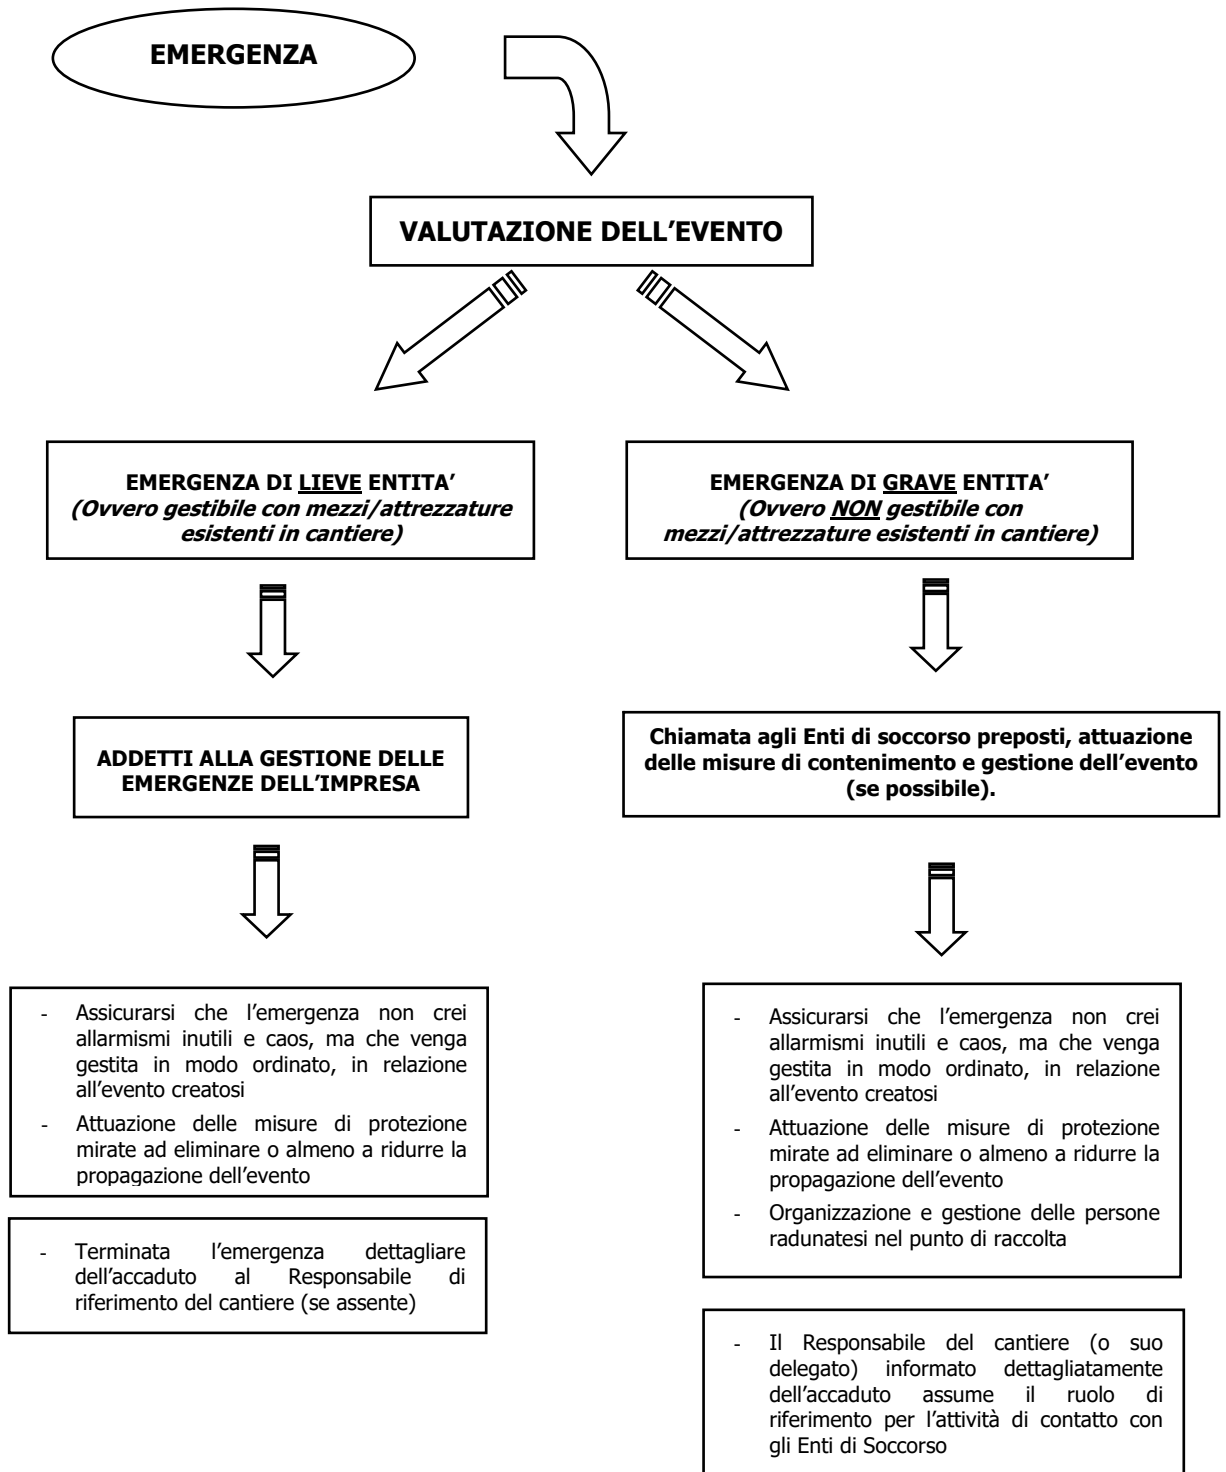 EMERGENZA
VALUTAZIONE DELL’EVENTO
EMERGENZA DI LIEVE ENTITA’
(Ovvero gestibile con mezzi/attrezzature
esistenti in cantiere)
EMERGENZA DI GRAVE ENTITA’
(Ovvero NON gestibile con
mezzi/attrezzature esistenti in cantiere)
ADDETTI ALLA GESTIONE DELLE
EMERGENZE DELL’IMPRESA
Chiamata agli Enti di soccorso preposti, attuazione
delle misure di contenimento e gestione dell’evento
(se possibile).
- Assicurarsi che l’emergenza non crei
allarmismi inutili e caos, ma che venga
gestita in modo ordinato, in relazione
all’evento creatosi
- Attuazione delle misure di protezione
mirate ad eliminare o almeno a ridurre la
propagazione dell’evento
- Terminata l’emergenza dettagliare
dell’accaduto al Responsabile di
riferimento del cantiere (se assente)
- Assicurarsi che l’emergenza non crei
allarmismi inutili e caos, ma che venga
gestita in modo ordinato, in relazione
all’evento creatosi
- Attuazione delle misure di protezione
mirate ad eliminare o almeno a ridurre la
propagazione dell’evento
- Organizzazione e gestione delle persone
radunatesi nel punto di raccolta
- Il Responsabile del cantiere (o suo
delegato) informato dettagliatamente
dell’accaduto assume il ruolo di
riferimento per l’attività di contatto con
gli Enti di Soccorso